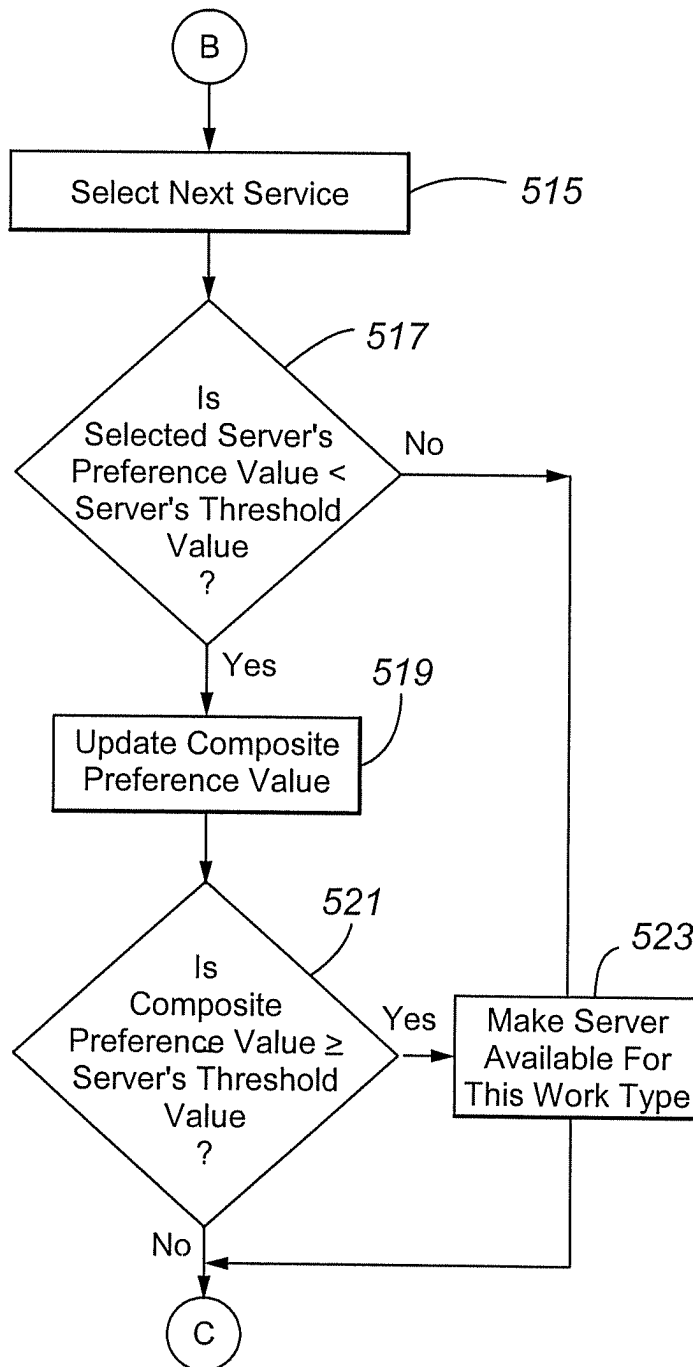 B
Select Next Service
515
517
Is
Selected Server's
Preference Value <
Server's Threshold
Value
?
No
Yes
519
Update Composite
Preference Value
521
Is
Composite
Preference Value ≥
Server's Threshold
Value
?
Yes
523
Make Server
Available For
This Work Type
No
C